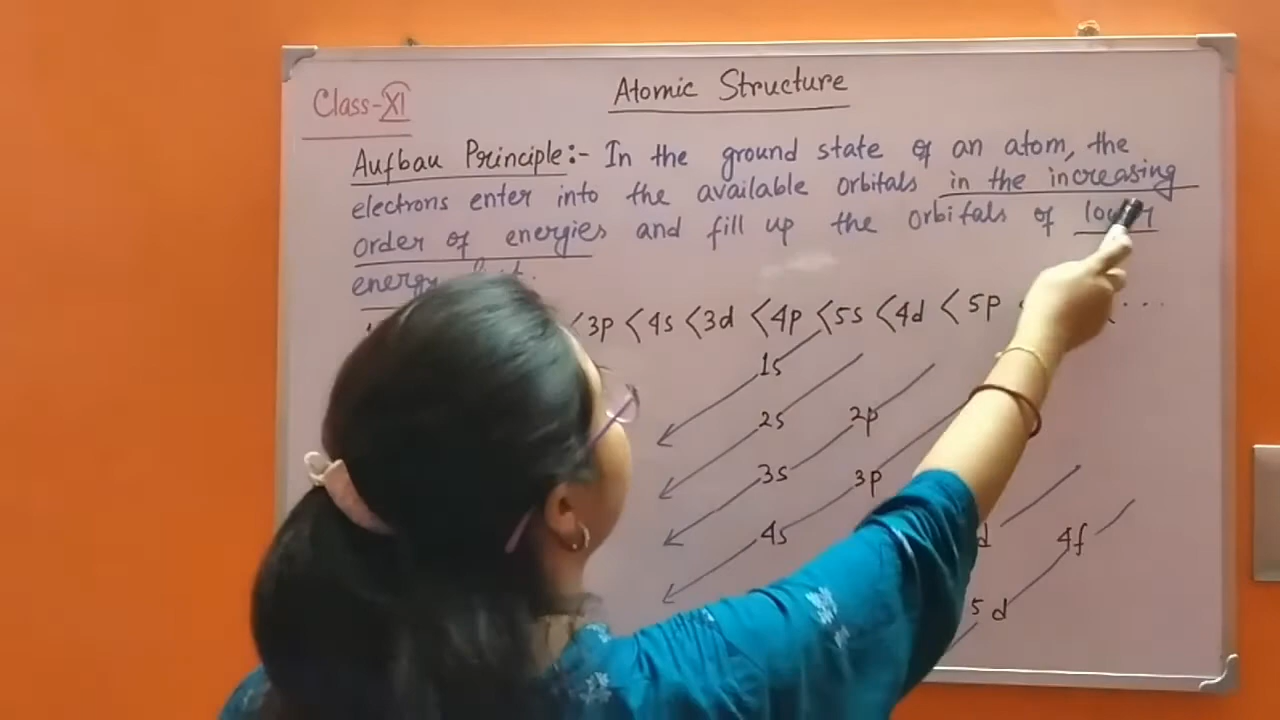 Atomic Structure
Class-XI
Aufbau Principle:- In the ground state of an atom, the
electrons enter into the available orbitals in the increasing
order of energies and fill up the orbitals of lower
energy
<3p <4s <3d <4p <5s <4d <5p ...
1s
2s 2p
3s 3p
4s d 4f
5d